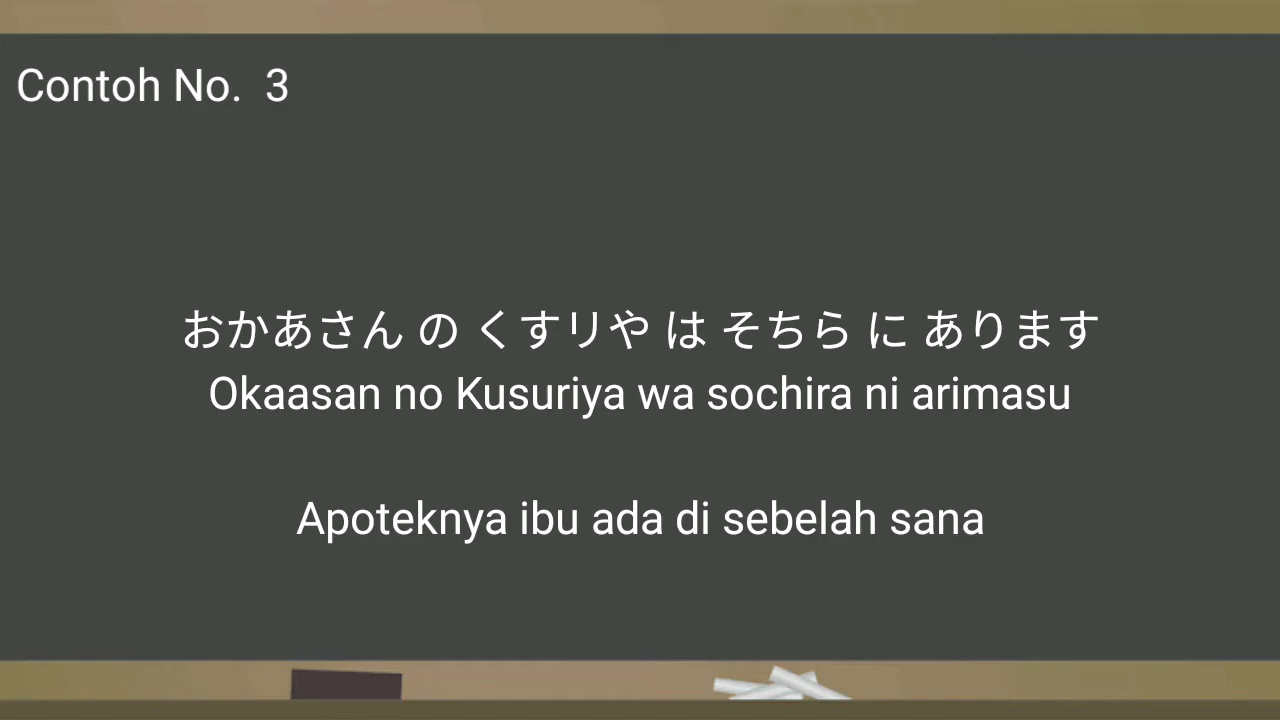 Contoh No. 3
おかあさん の くすリや は そちら に あります
Okaasan no Kusuriya wa sochira ni arimasu
Apoteknya ibu ada di sebelah sana